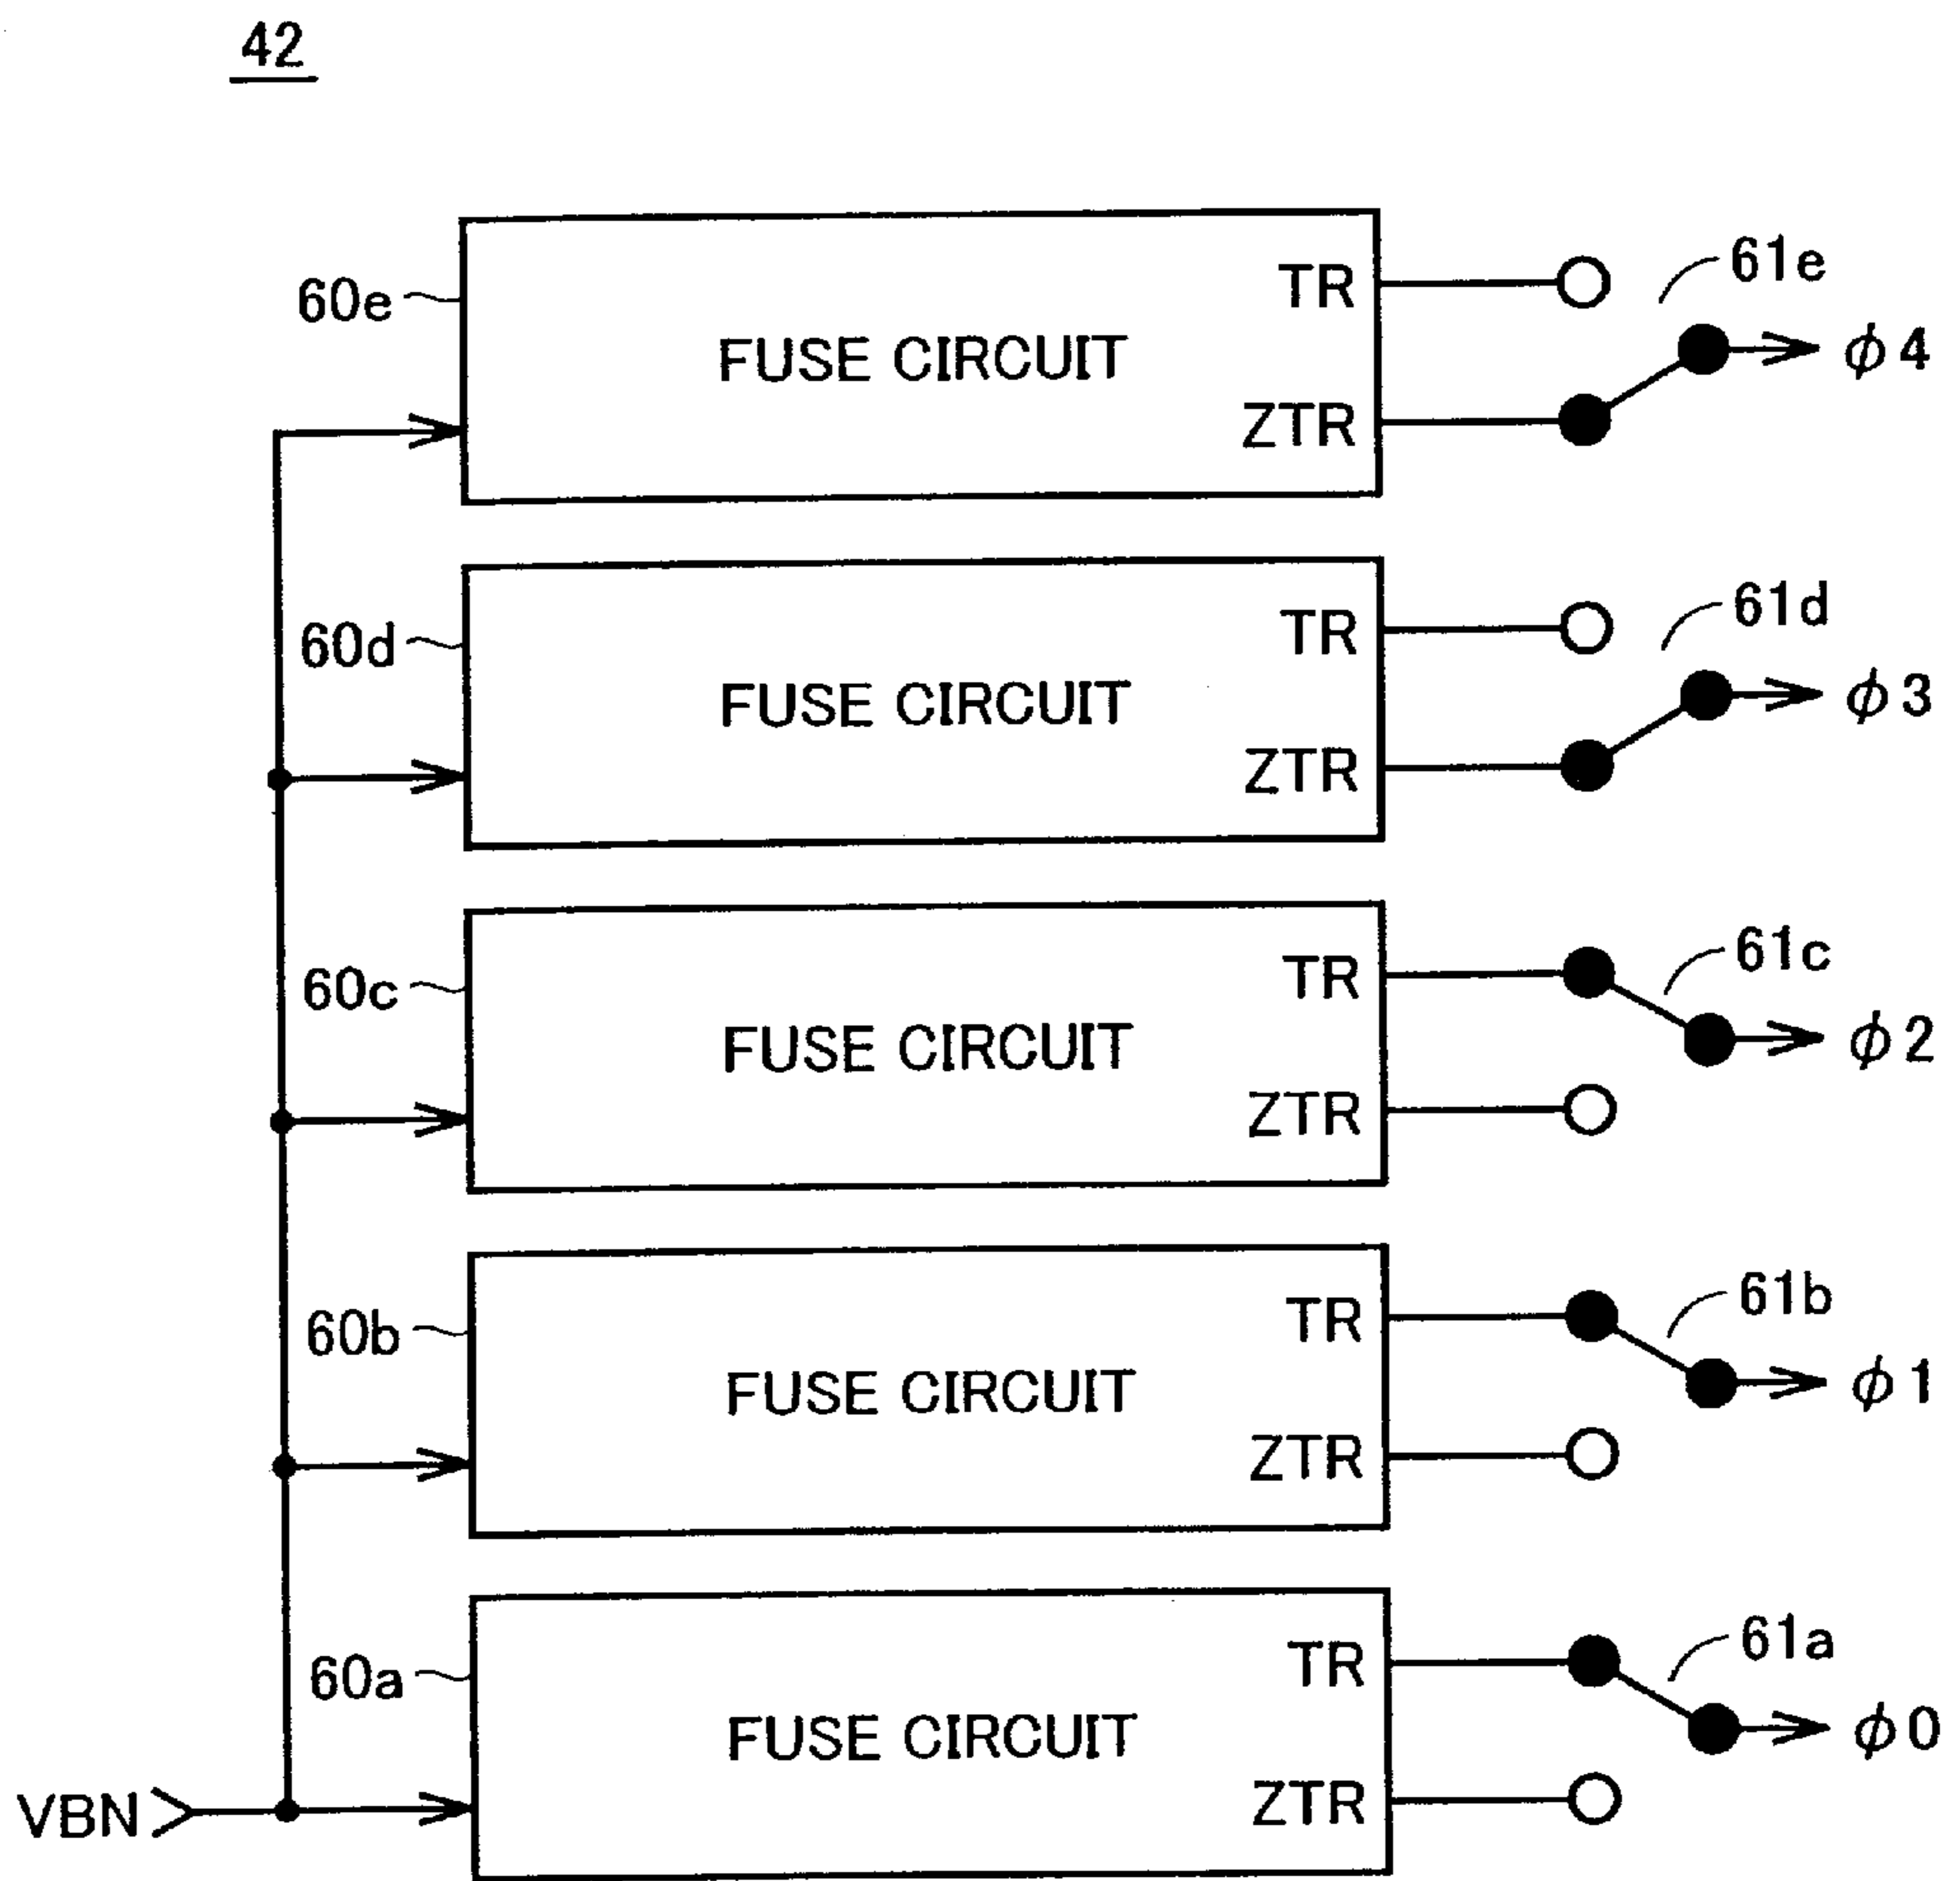 42
TR
61e
60e
FUSE CIRCUIT
ϕ4
ZTR
TR
61d
60d
FUSE CIRCUIT
ϕ3
ZTR
TR
61c
60c
FUSE CIRCUIT
ϕ2
ZTR
TR
61b
60b
FUSE CIRCUIT
ϕ1
ZTR
TR
61a
60a
FUSE CIRCUIT
ϕ0
ZTR
VBN